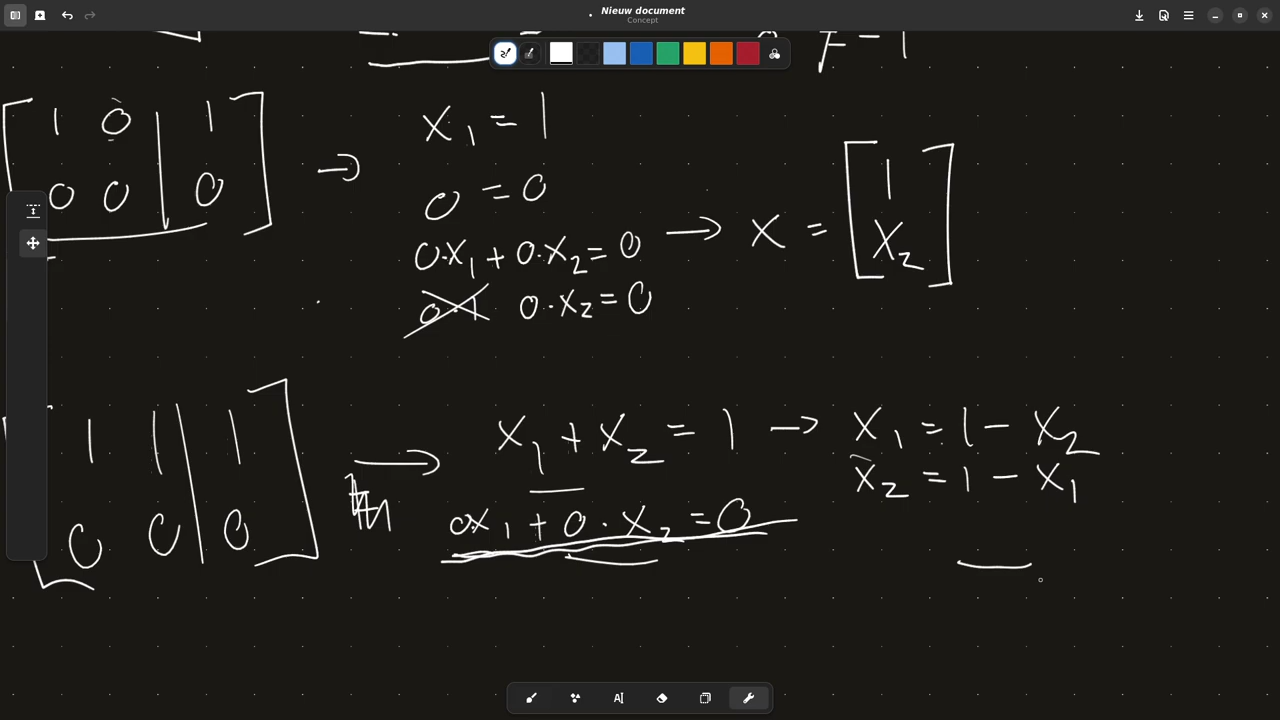 Nieuw document
Concept
F - 1
[1 0 | 1]
[0 0 | 0]
→
x₁ = 1
0 = 0
0·x₁ + 0·x₂ = 0
0·x₂ = 0
→ x = [1
x₂]
[1 1 | 1]
[0 0 | 0]
→
x₁ + x₂ = 1 → x₁ = 1 - x₂
x₂ = 1 - x₁
0x₁ + 0·x₂ = 0